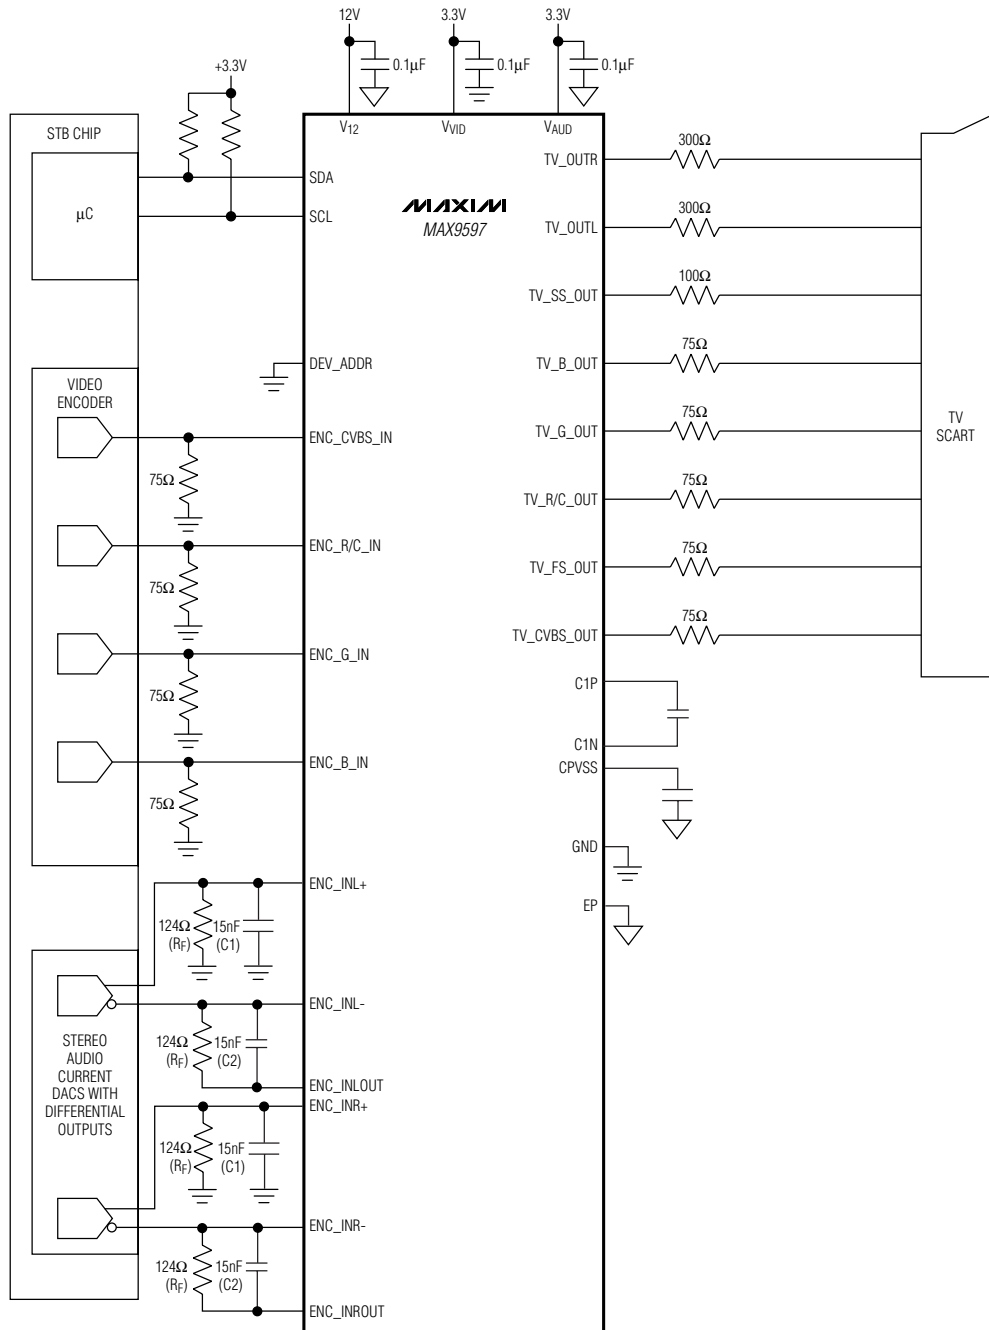 12V
3.3V
3.3V
0.1µF
0.1µF
0.1µF
+3.3V
STB CHIP
µC
V12
VVID
VAUD
SDA
SCL
MAXIM
MAX9597
TV_OUTR
300Ω
TV_OUTL
300Ω
TV_SS_OUT
100Ω
DEV_ADDR
TV_B_OUT
75Ω
VIDEO
ENCODER
ENC_CVBS_IN
75Ω
TV_G_OUT
75Ω
TV
SCART
TV_R/C_OUT
75Ω
ENC_R/C_IN
75Ω
TV_FS_OUT
75Ω
TV_CVBS_OUT
75Ω
ENC_G_IN
75Ω
C1P
C1N
ENC_B_IN
75Ω
CPVSS
GND
EP
ENC_INL+
124Ω
(RF)
15nF
(C1)
ENC_INL-
124Ω
(RF)
15nF
(C2)
STEREO
AUDIO
CURRENT
DACS WITH
DIFFERENTIAL
OUTPUTS
ENC_INLOUT
ENC_INR+
124Ω
(RF)
15nF
(C1)
ENC_INR-
124Ω
(RF)
15nF
(C2)
ENC_INROUT